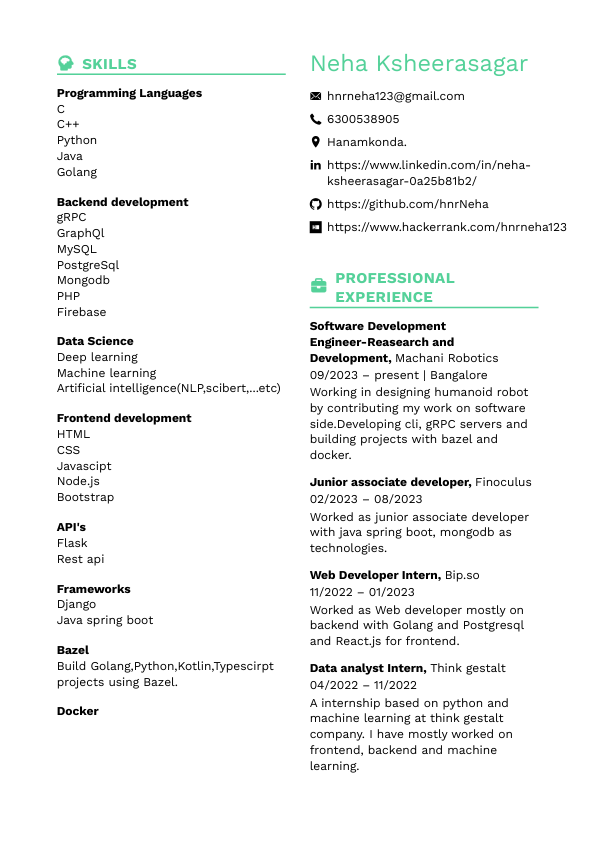 SKILLS
Programming Languages
C
C++
Python
Java
Golang
Backend development
gRPC
GraphQl
MySQL
PostgreSql
Mongodb
PHP
Firebase
Data Science
Deep learning
Machine learning
Artificial intelligence(NLP,scibert,...etc)
Frontend development
HTML
CSS
Javascipt
Node.js
Bootstrap
API's
Flask
Rest api
Frameworks
Django
Java spring boot
Bazel
Build Golang,Python,Kotlin,Typescirpt
projects using Bazel.
Docker
Neha Ksheerasagar
hnrneha123@gmail.com
6300538905
Hanamkonda.
https://www.linkedin.com/in/neha-
ksheerasagar-0a25b81b2/
https://github.com/hnrNeha
https://www.hackerrank.com/hnrneha123
PROFESSIONAL
EXPERIENCE
Software Development
Engineer-Reasearch and
Development, Machani Robotics
09/2023 – present | Bangalore
Working in designing humanoid robot
by contributing my work on software
side.Developing cli, gRPC servers and
building projects with bazel and
docker.
Junior associate developer, Finoculus
02/2023 – 08/2023
Worked as junior associate developer
with java spring boot, mongodb as
technologies.
Web Developer Intern, Bip.so
11/2022 – 01/2023
Worked as Web developer mostly on
backend with Golang and Postgresql
and React.js for frontend.
Data analyst Intern, Think gestalt
04/2022 – 11/2022
A internship based on python and
machine learning at think gestalt
company. I have mostly worked on
frontend, backend and machine
learning.